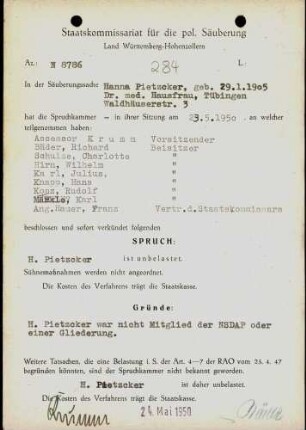 Staatskommissariat für die pol. Säuberung
Land Württemberg-Hohenzollern
Az.: N 8786
284
L
In der Säuberungssache: Hanna Pietzcker, geb. 29.1.1905
Dr. med. Hausfrau, Tübingen
Waldhäuserstr. 3
hat die Spruchkammer - in ihrer Sitzung am 23.5.1950, an welcher
teilgenommen haben:
Assessor Krumm Vorsitzender
Bäder, Richard Beisitzer
Schulze, Charlotte "
Hirn, Wilhelm "
Karl, Julius. "
Knapp, Hans "
Konz, Rudolf "
Märkle, Karl "
Ang. Hauer, Franz Vertr.d.Staatskommissars
beschlossen und sofort verkündet folgenden
SPRUCH:
H. Pietzcker ist unbelastet.
Sühnemaßnahmen werden nicht angeordnet.
Die Kosten des Verfahrens trägt die Staatskasse.
Gründe:
H. Pietzcker war nicht Mitglied der NSDAP oder
einer Gliederung.
Weitere Tatsachen, die eine Belastung i. S. der Art. 4-7 der RAO vom 25. 4. 47
begründen könnten, sind der Spruchkammer nicht bekannt geworden.
H. Pietzcker ist daher unbelastet.
Die Kosten des Verfahrens trägt die Staatskasse.
Krumm
24. Mai 1950